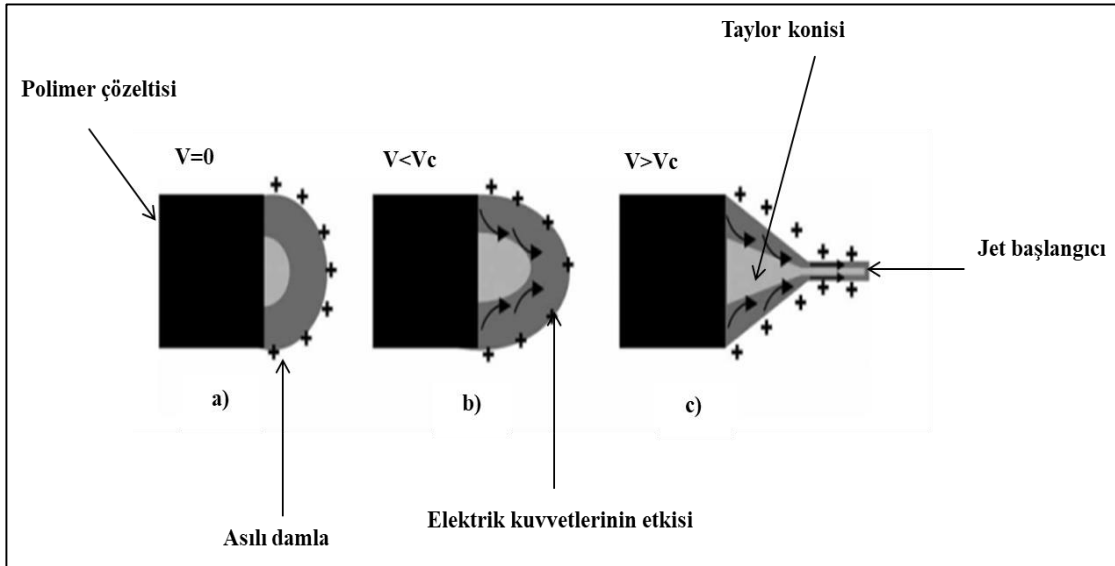 Taylor konisi
Polimer çözeltisi
V=0
V<Vc
V>Vc
Jet başlangıcı
a)
b)
c)
Elektrik kuvvetlerinin etkisi
Asılı damla